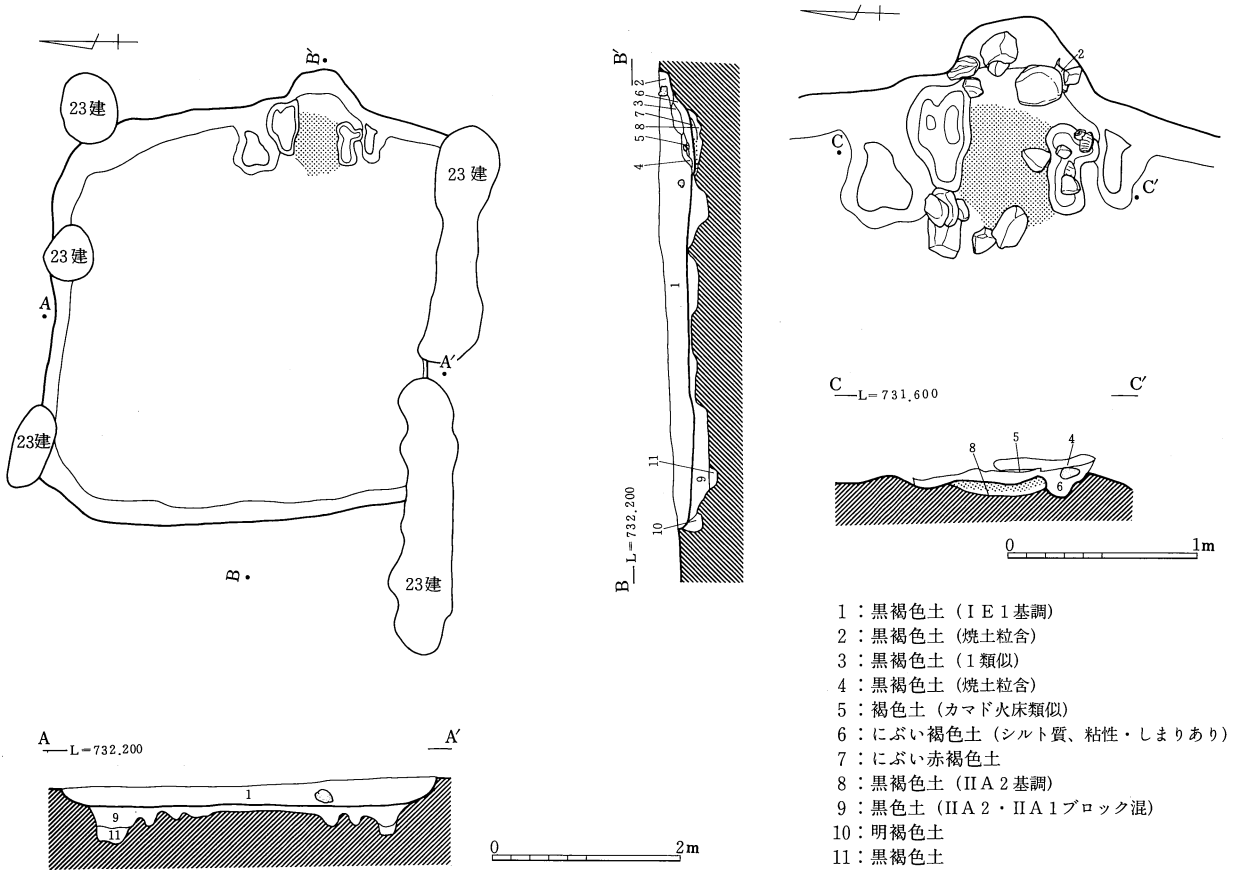 23建
B′
23建
23建
A
A′
23建
B
23建
A
L=732.200
A′
1
9
11
0
2m
B′
2
6
3
7
8
5
4
1
11
9
10
B
L=732.200
2
C
C′
C
L=731.600
C′
8
5
4
6
0
1m
1：黒褐色土（ⅠE1基調）
2：黒褐色土（焼土粒含）
3：黒褐色土（1類似）
4：黒褐色土（焼土粒含）
5：褐色土（カマド火床類似）
6：にぶい褐色土（シルト質、粘性・しまりあり）
7：にぶい赤褐色土
8：黒褐色土（ⅡA2基調）
9：黒色土（ⅡA2・ⅡA1ブロック混）
10：明褐色土
11：黒褐色土